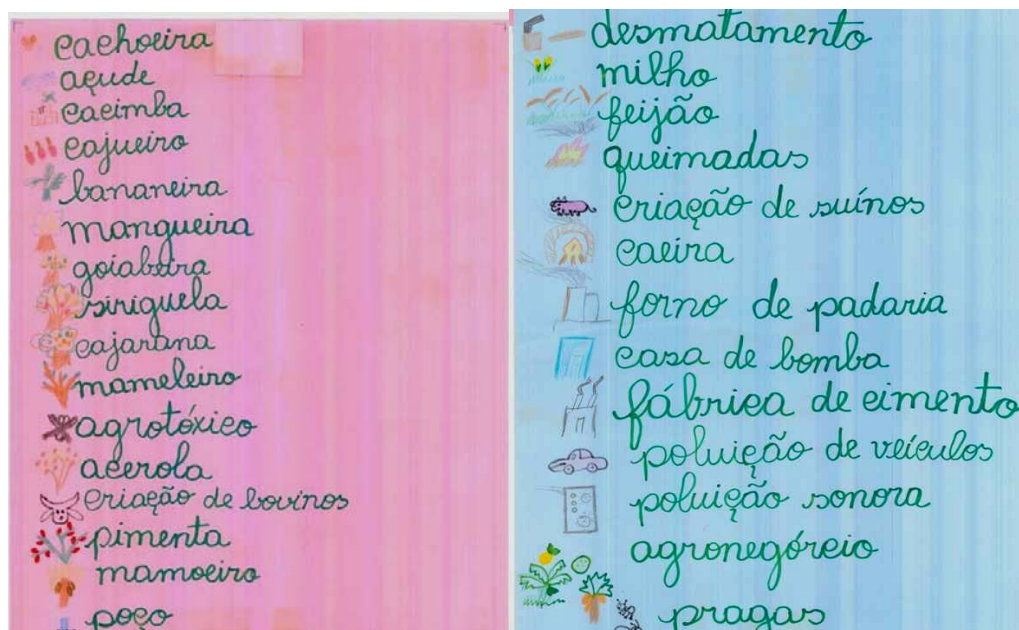 cachoeira
açude
cacimba
cajueiro
bananeira
mangueira
goiabeira
siriguela
cajarana
mameleiro
agrotóxico
acerola
criação de bovinos
pimenta
mamoeiro
poço
desmatamento
milho
feijão
queimadas
criação de suínos
caeira
forno de padaria
casa de bomba
fábrica de cimento
poluição de veículos
poluição sonora
agronegórcio
pragas